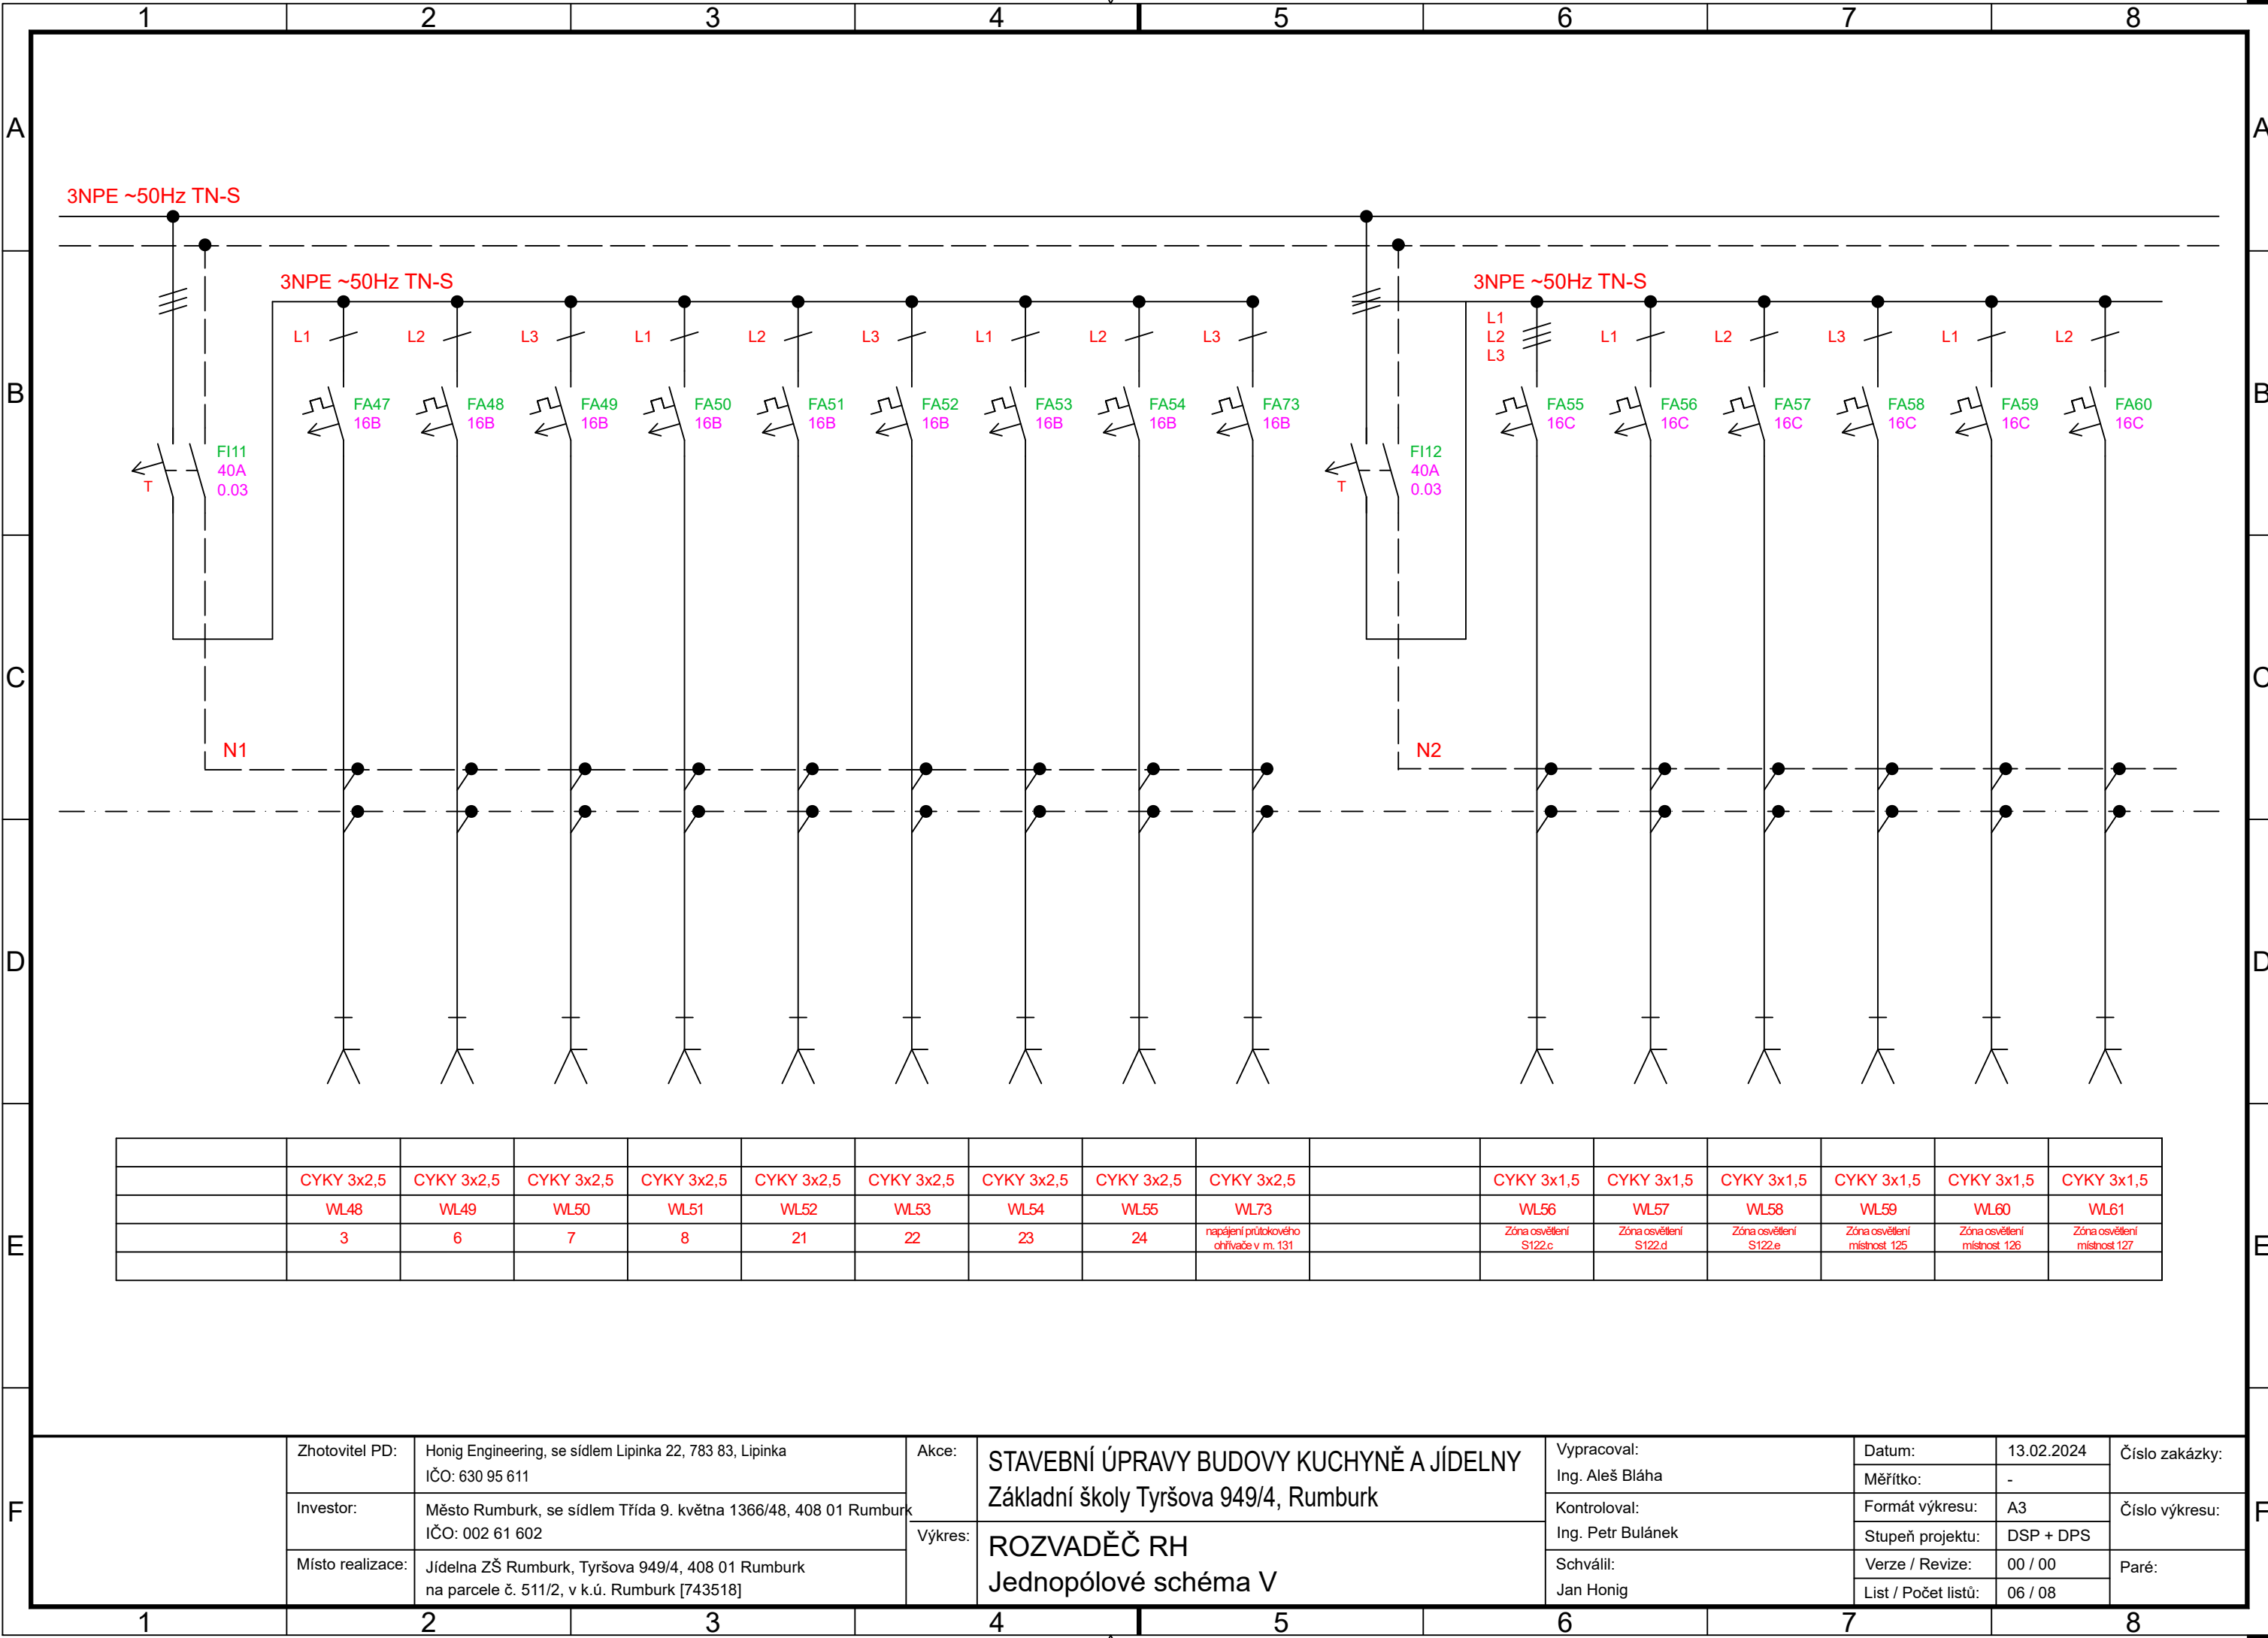 1 2 3 4 5 6 7 8
A A
3NPE ~50Hz TN-S
3NPE ~50Hz TN-S 3NPE ~50Hz TN-S
L1 L2 L3 L1 L2 L3 L1 L2 L3 L1 L1 L2 L3 L1 L2
L2
L3
B B
FA47 FA48 FA49 FA50 FA51 FA52 FA53 FA54 FA73 FA55 FA56 FA57 FA58 FA59 FA60
16B 16B 16B 16B 16B 16B 16B 16B 16B 16C 16C 16C 16C 16C 16C
FI11 FI12
40A 40A
T 0.03 T 0.03
C C
N1 N2
D D
CYKY 3x2,5 CYKY 3x2,5 CYKY 3x2,5 CYKY 3x2,5 CYKY 3x2,5 CYKY 3x2,5 CYKY 3x2,5 CYKY 3x2,5 CYKY 3x2,5 CYKY 3x1,5 CYKY 3x1,5 CYKY 3x1,5 CYKY 3x1,5 CYKY 3x1,5 CYKY 3x1,5
WL48 WL49 WL50 WL51 WL52 WL53 WL54 WL55 WL73 WL56 WL57 WL58 WL59 WL60 WL61
3 6 7 8 21 22 23 24 napájení průtokového Zóna osvětlení Zóna osvětlení Zóna osvětlení Zóna osvětlení Zóna osvětlení Zóna osvětlení
ohřívače v m. 131 S122.c S122.d S122.e místnost 125 místnost 126 místnost 127
E E
Zhotovitel PD: Honig Engineering, se sídlem Lipinka 22, 783 83, Lipinka
IČO: 630 95 611
Investor: Město Rumburk, se sídlem Třída 9. května 1366/48, 408 01 Rumburk
IČO: 002 61 602
Místo realizace: Jídelna ZŠ Rumburk, Tyršova 949/4, 408 01 Rumburk
na parcele č. 511/2, v k.ú. Rumburk [743518]
Akce: STAVEBNÍ ÚPRAVY BUDOVY KUCHYNĚ A JÍDELNY
Základní školy Tyršova 949/4, Rumburk
Výkres: ROZVADĚČ RH
Jednopólové schéma V
Vypracoval:
Ing. Aleš Bláha
Kontroloval:
Ing. Petr Bulánek
Schválil:
Jan Honig
Datum: 13.02.2024
Měřítko: -
Formát výkresu: A3
Stupeň projektu: DSP + DPS
Verze / Revize: 00 / 00
List / Počet listů: 06 / 08
Číslo zakázky:
Číslo výkresu:
Paré:
F F
1 2 3 4 5 6 7 8